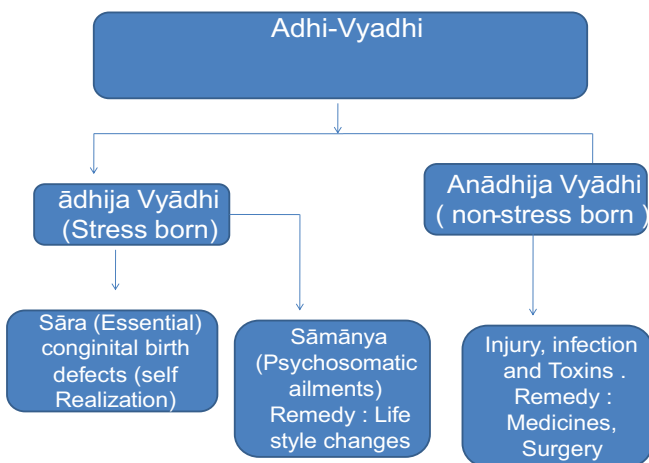 Adhi-Vyadhi
ādhija Vyādhi
(Stress born)
Anādhija Vyādhi
( non-stress born )
Sāra (Essential)
conginital birth
defects (self
Realization)
Sāmānya
(Psychosomatic
ailments)
Remedy : Life
style changes
Injury, infection
and Toxins .
Remedy :
Medicines,
Surgery